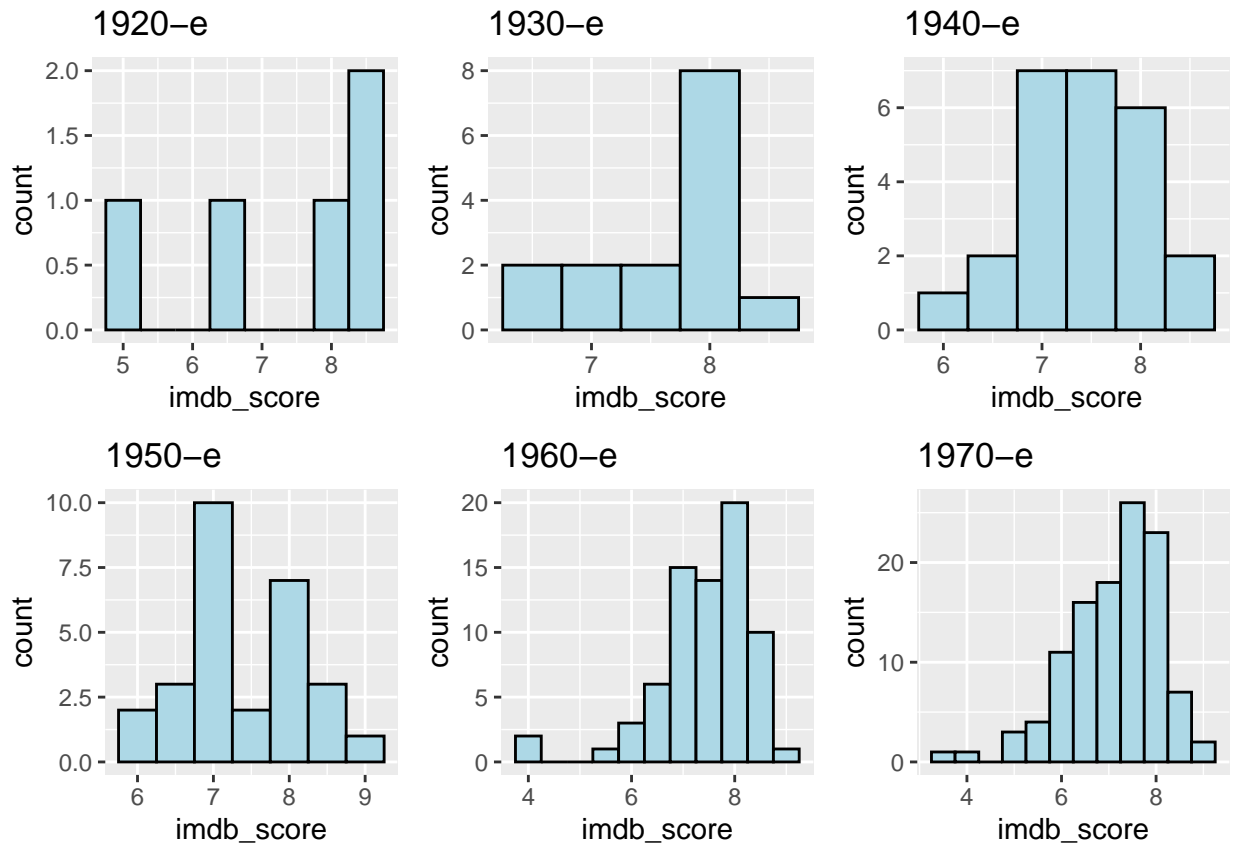 1920−e
2.0
1.5
1.0
0.5
0.0
count
5 6 7 8
imdb_score
1930−e
8
6
4
2
0
count
7 8
imdb_score
1940−e
6
4
2
0
count
6 7 8
imdb_score
1950−e
10.0
7.5
5.0
2.5
0.0
count
6 7 8 9
imdb_score
1960−e
20
15
10
5
0
count
4 6 8
imdb_score
1970−e
20
10
0
count
4 6 8
imdb_score